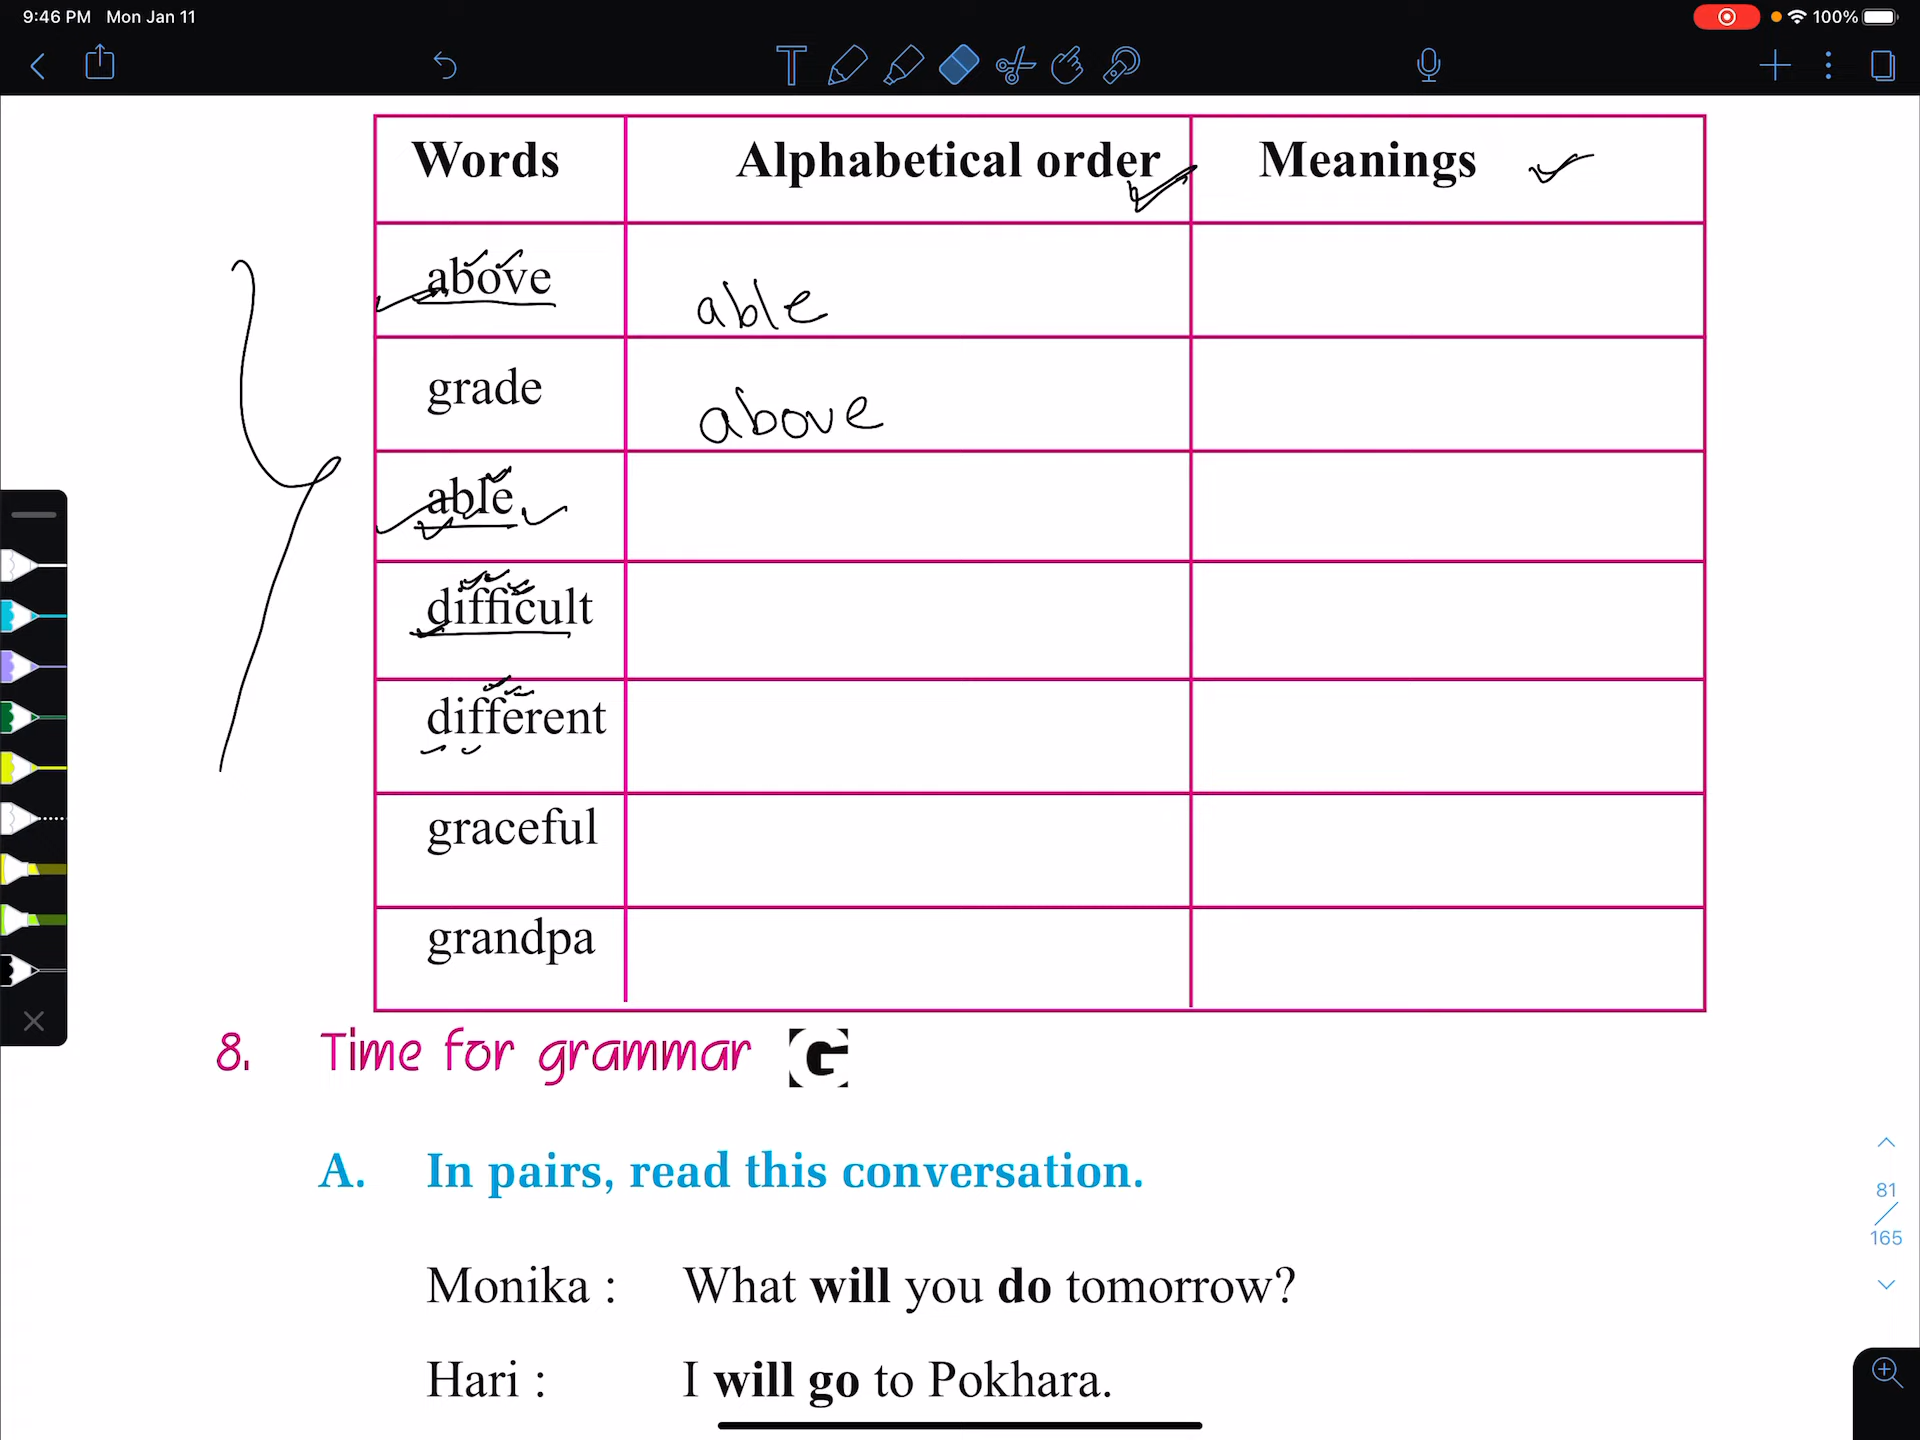 9:46 PM Mon Jan 11 100%
Words Alphabetical order Meanings
above able
grade above
able
difficult
different
graceful
grandpa
8. Time for grammar G
A. In pairs, read this conversation.
81
165
Monika : What will you do tomorrow?
Hari : I will go to Pokhara.